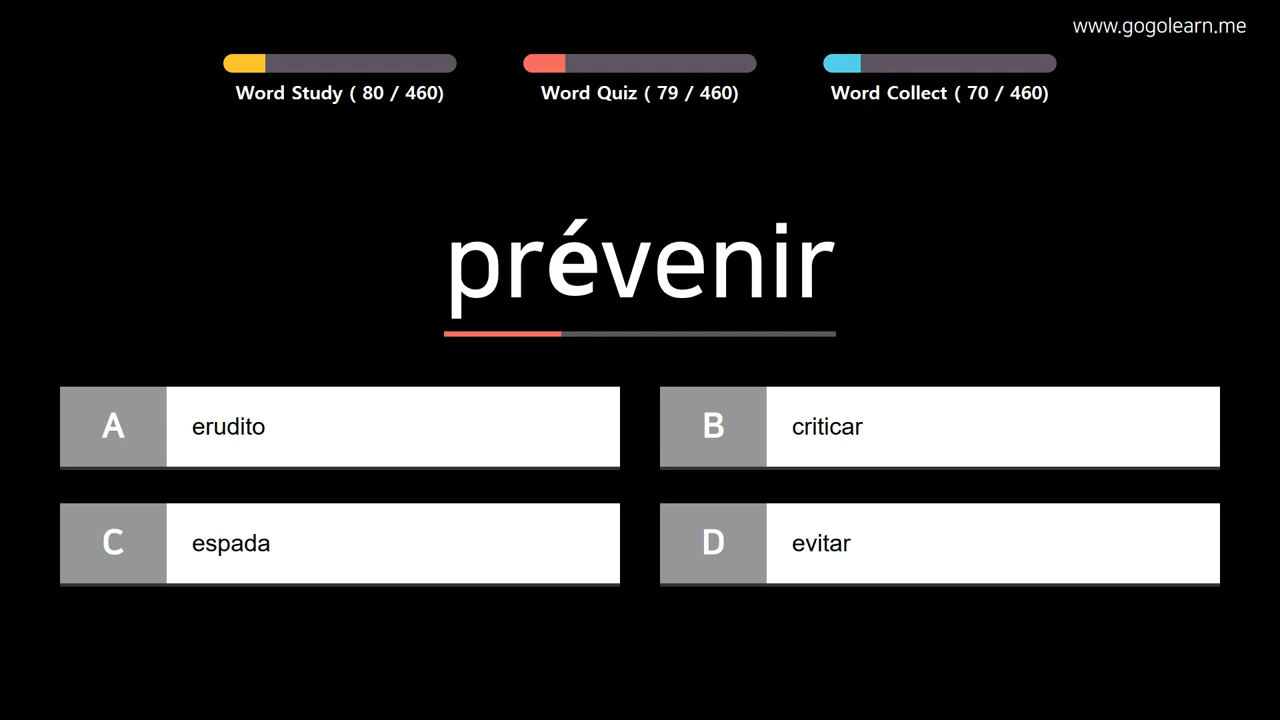 www.gogolearn.me
Word Study ( 80 / 460)
Word Quiz ( 79 / 460)
Word Collect ( 70 / 460)
prévenir
A erudito
B criticar
C espada
D evitar